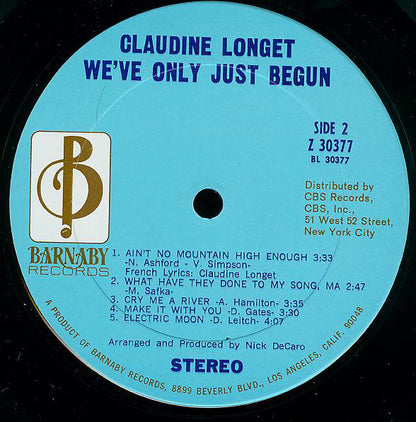 CLAUDINE LONGET
WE'VE ONLY JUST BEGUN
SIDE 2
Z 30377
BL 30377
B
BARNABY
RECORDS
Distributed by
CBS Records,
CBS, Inc.,
51 West 52 Street,
New York City
1. AIN'T NO MOUNTAIN HIGH ENOUGH 3:33
-N. Ashford - V. Simpson-
French Lyrics: Claudine Longet
2. WHAT HAVE THEY DONE TO MY SONG, MA 2:47
-M. Safka-
3. CRY ME A RIVER -A. Hamilton- 3:35
4. MAKE IT WITH YOU -D. Gates- 3:30
5. ELECTRIC MOON -D. Leitch- 4:07
Arranged and Produced by Nick DeCaro
STEREO
A PRODUCT OF BARNABY RECORDS, 8899 BEVERLY BLVD., LOS ANGELES, CALIF. 90048